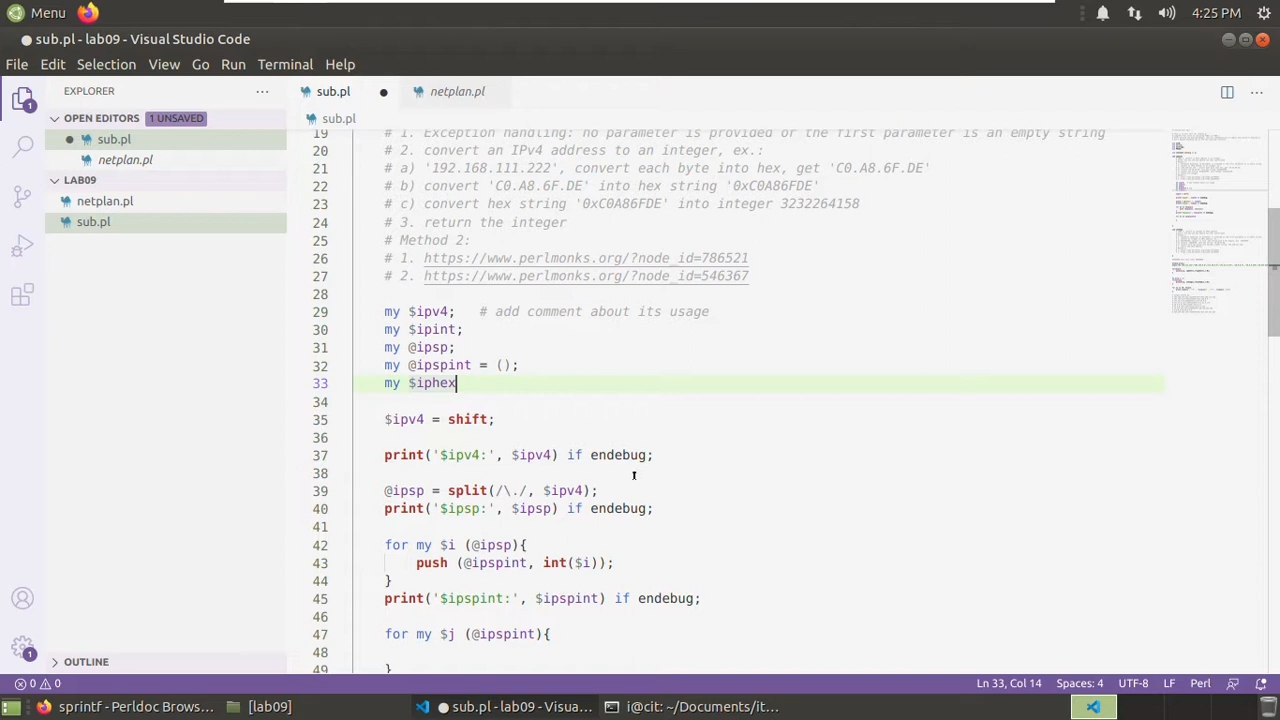 Menu
4:25 PM
sub.pl - lab09 - Visual Studio Code
File Edit Selection View Go Run Terminal Help
EXPLORER
OPEN EDITORS 1 UNSAVED
sub.pl
netplan.pl
LAB09
netplan.pl
sub.pl
OUTLINE
sub.pl netplan.pl
sub.pl
19 # 1. Exception handling: no parameter is provided or the first parameter is an empty string
20 # 2. convert an IPv4 address to an integer, ex.:
21 # a) '192.168.111.222', convert each byte into hex, get 'C0.A8.6F.DE'
22 # b) convert 'C0.A8.6F.DE' into hex string '0xC0A86FDE'
23 # c) convert hex string '0xC0A86FDE' into integer 3232264158
24 # 3. return the integer
25 # Method 2:
26 # 1. https://www.perlmonks.org/?node_id=786521
27 # 2. https://www.perlmonks.org/?node_id=546367
28
29 my $ipv4; # add comment about its usage
30 my $ipint;
31 my @ipsp;
32 my @ipspint = ();
33 my $iphex
34
35 $ipv4 = shift;
36
37 print('$ipv4:', $ipv4) if endebug;
38
39 @ipsp = split(/\./, $ipv4);
40 print('$ipsp:', $ipsp) if endebug;
41
42 for my $i (@ipsp){
43 push (@ipspint, int($i));
44 }
45 print('$ipspint:', $ipspint) if endebug;
46
47 for my $j (@ipspint){
48
49 }
0 0 Ln 33, Col 14 Spaces: 4 UTF-8 LF Perl
sprintf - Perldoc Brows... [lab09] sub.pl - lab09 - Visua... i@cit: ~/Documents/it...